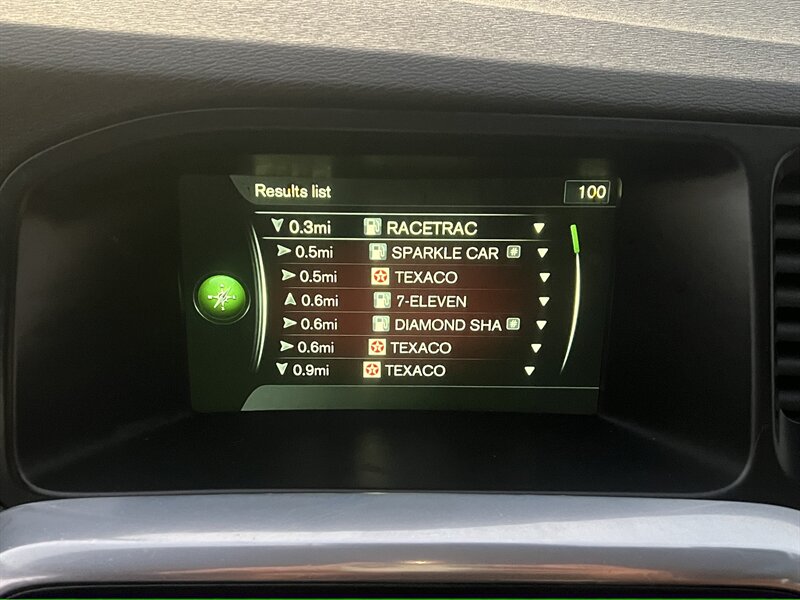 Results list 100
0.3mi RACETRAC
0.5mi SPARKLE CAR
0.5mi TEXACO
0.6mi 7-ELEVEN
0.6mi DIAMOND SHA
0.6mi TEXACO
0.9mi TEXACO